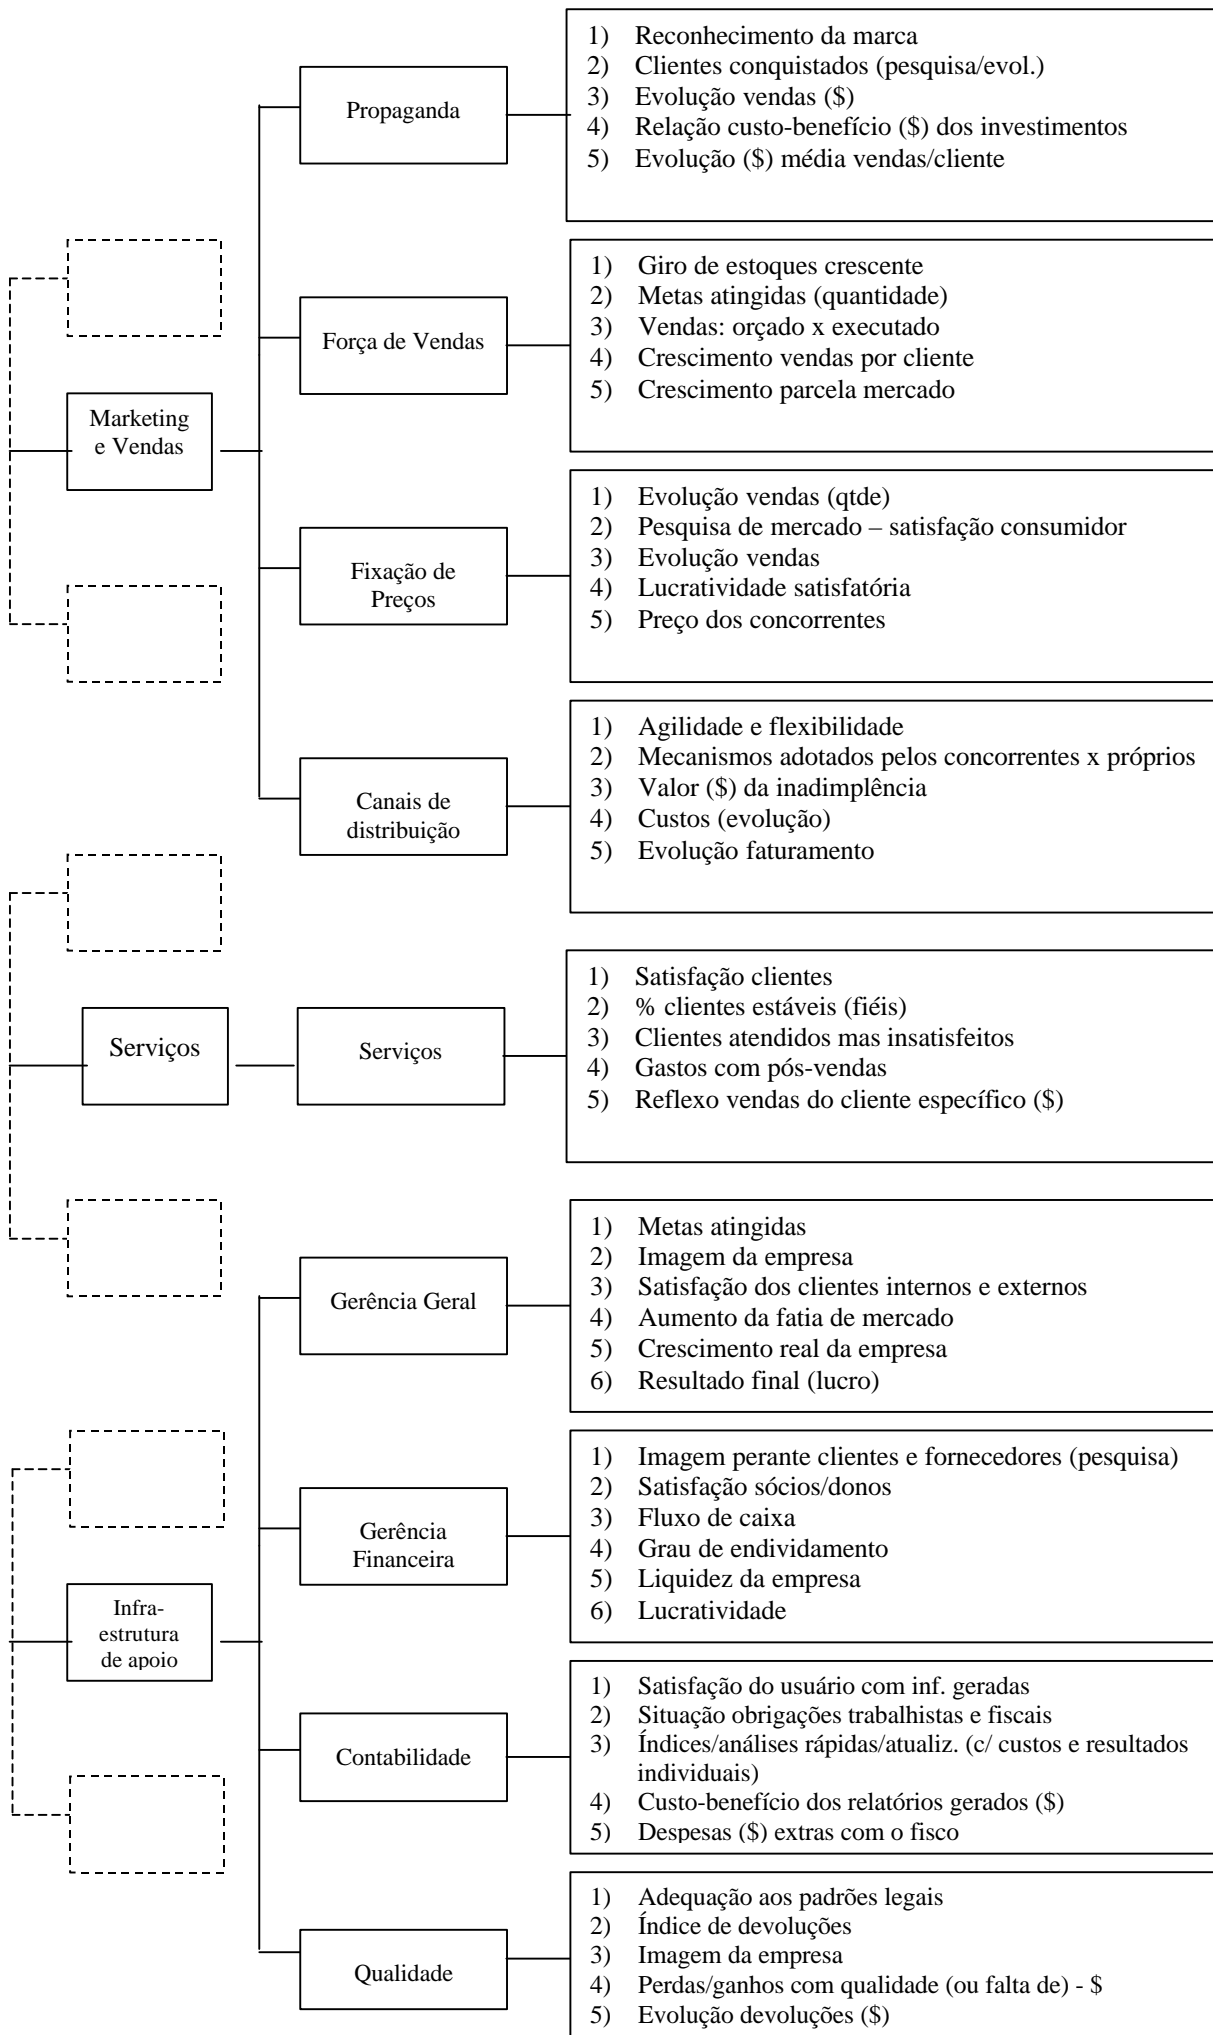 Propaganda
1) Reconhecimento da marca
2) Clientes conquistados (pesquisa/evol.)
3) Evolução vendas ($)
4) Relação custo-benefício ($) dos investimentos
5) Evolução ($) média vendas/cliente
Marketing
e Vendas
Força de Vendas
1) Giro de estoques crescente
2) Metas atingidas (quantidade)
3) Vendas: orçado x executado
4) Crescimento vendas por cliente
5) Crescimento parcela mercado
Fixação de
Preços
1) Evolução vendas (qtde)
2) Pesquisa de mercado – satisfação consumidor
3) Evolução vendas
4) Lucratividade satisfatória
5) Preço dos concorrentes
Canais de
distribuição
1) Agilidade e flexibilidade
2) Mecanismos adotados pelos concorrentes x próprios
3) Valor ($) da inadimplência
4) Custos (evolução)
5) Evolução faturamento
Serviços
Serviços
1) Satisfação clientes
2) % clientes estáveis (fiéis)
3) Clientes atendidos mas insatisfeitos
4) Gastos com pós-vendas
5) Reflexo vendas do cliente específico ($)
Gerência Geral
1) Metas atingidas
2) Imagem da empresa
3) Satisfação dos clientes internos e externos
4) Aumento da fatia de mercado
5) Crescimento real da empresa
6) Resultado final (lucro)
Infra-
estrutura
de apoio
Gerência
Financeira
1) Imagem perante clientes e fornecedores (pesquisa)
2) Satisfação sócios/donos
3) Fluxo de caixa
4) Grau de endividamento
5) Liquidez da empresa
6) Lucratividade
Contabilidade
1) Satisfação do usuário com inf. geradas
2) Situação obrigações trabalhistas e fiscais
3) Índices/análises rápidas/atualiz. (c/ custos e resultados
individuais)
4) Custo-benefício dos relatórios gerados ($)
5) Despesas ($) extras com o fisco
Qualidade
1) Adequação aos padrões legais
2) Índice de devoluções
3) Imagem da empresa
4) Perdas/ganhos com qualidade (ou falta de) - $
5) Evolução devoluções ($)